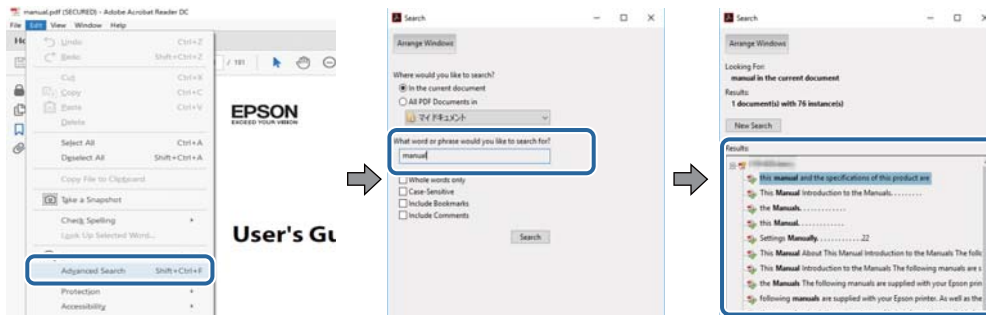 manual.pdf (SECURED) - Adobe Acrobat Reader DC
File Edit View Window Help
Undo Ctrl+Z
Redo Shift+Ctrl+Z
Cut Ctrl+X
Copy Ctrl+C
Paste Ctrl+V
Delete
Select All Ctrl+A
Deselect All Shift+Ctrl+A
Copy File to Clipboard
Take a Snapshot
Check Spelling
Look Up Selected Word...
Advanced Search Shift+Ctrl+F
Protection
Accessibility
/ 181
EPSON
EXCEED YOUR VISION
User's Gu
Search
Arrange Windows
Where would you like to search?
In the current document
All PDF Documents in
マイ ドキュメント
What word or phrase would you like to search for?
manual
Whole words only
Case-Sensitive
Include Bookmarks
Include Comments
Search
Search
Arrange Windows
Looking For:
manual in the current document
Results:
1 document(s) with 76 instance(s)
New Search
Results:
this manual and the specifications of this product are
This Manual Introduction to the Manuals. . . . . . . . .
the Manuals. . . . . . . . . . . .
this Manual. . . . . . . . . . . .
Settings Manually. . . . . . . . . . . .22
This Manual About This Manual Introduction to the Manuals The follo
This Manual Introduction to the Manuals The following manuals are s
the Manuals The following manuals are supplied with your Epson prin
following manuals are supplied with your Epson printer. As well as the